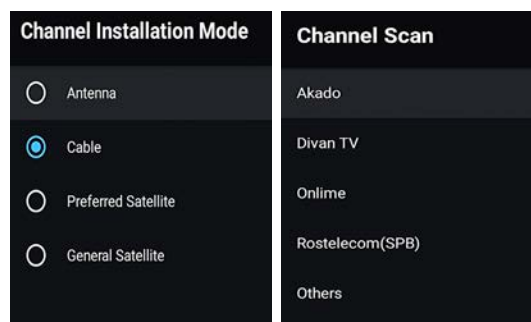 Channel Installation Mode
Antenna
Cable
Preferred Satellite
General Satellite
Channel Scan
Akado
Divan TV
Onlime
Rostelecom(SPB)
Others